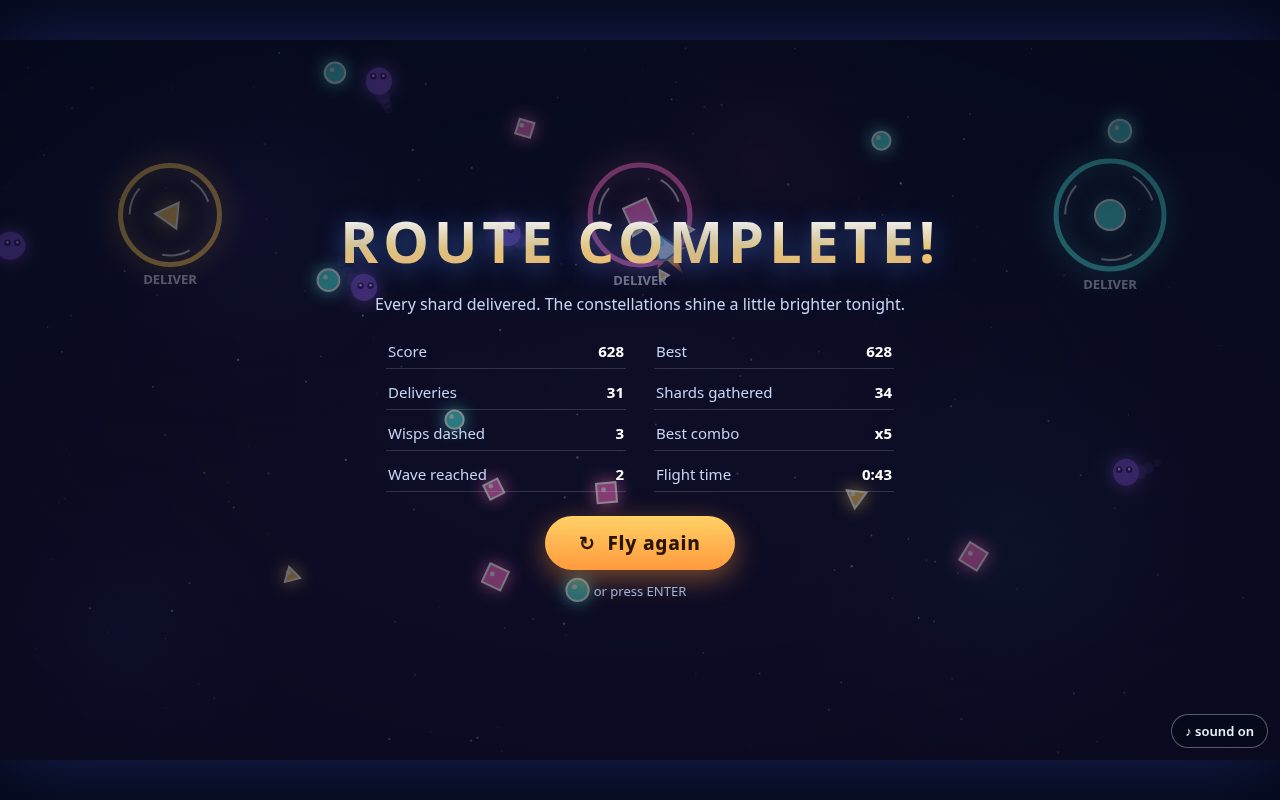 DELIVER
DELIVER
DELIVER
ROUTE COMPLETE!
Every shard delivered. The constellations shine a little brighter tonight.
Score 628 Best 628
Deliveries 31 Shards gathered 34
Wisps dashed 3 Best combo x5
Wave reached 2 Flight time 0:43
↻ Fly again
or press ENTER
♪ sound on